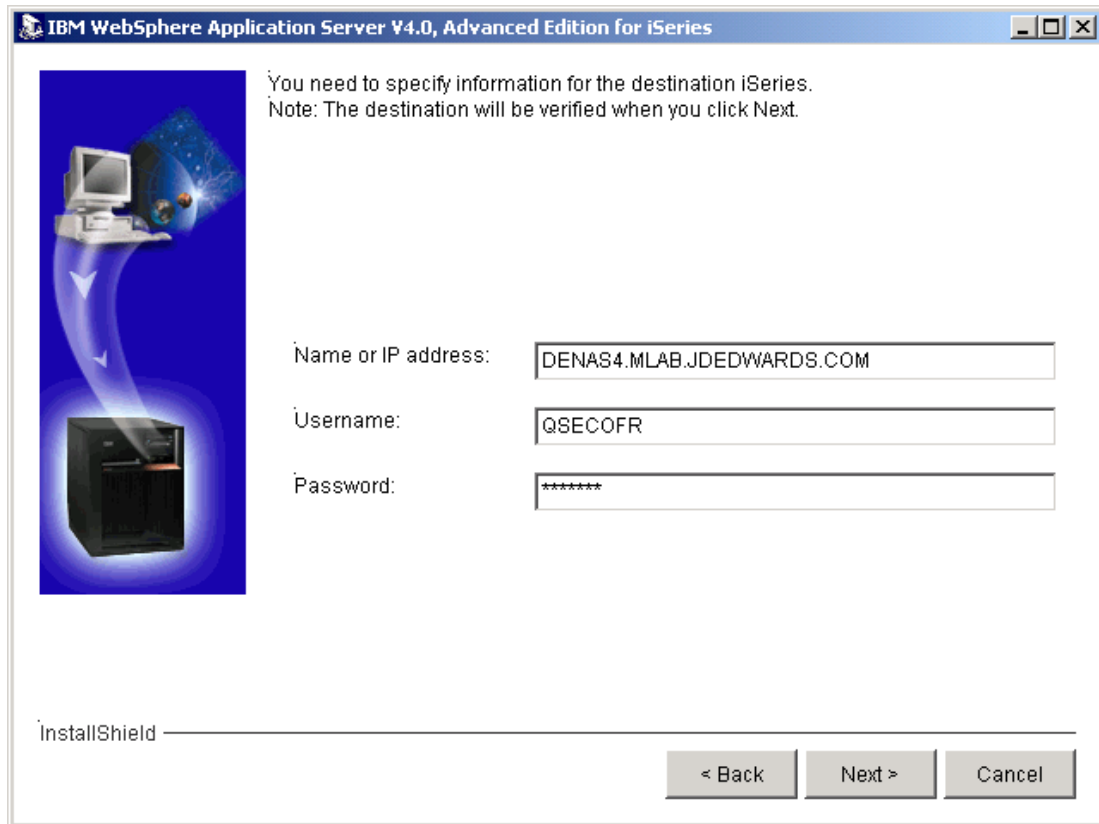 IBM WebSphere Application Server V4.0, Advanced Edition for iSeries
You need to specify information for the destination iSeries.
Note: The destination will be verified when you click Next.
Name or IP address:
DENAS4.MLAB.JDEDWARDS.COM
Username:
QSECOFR
Password:
*******
InstallShield
< Back
Next >
Cancel